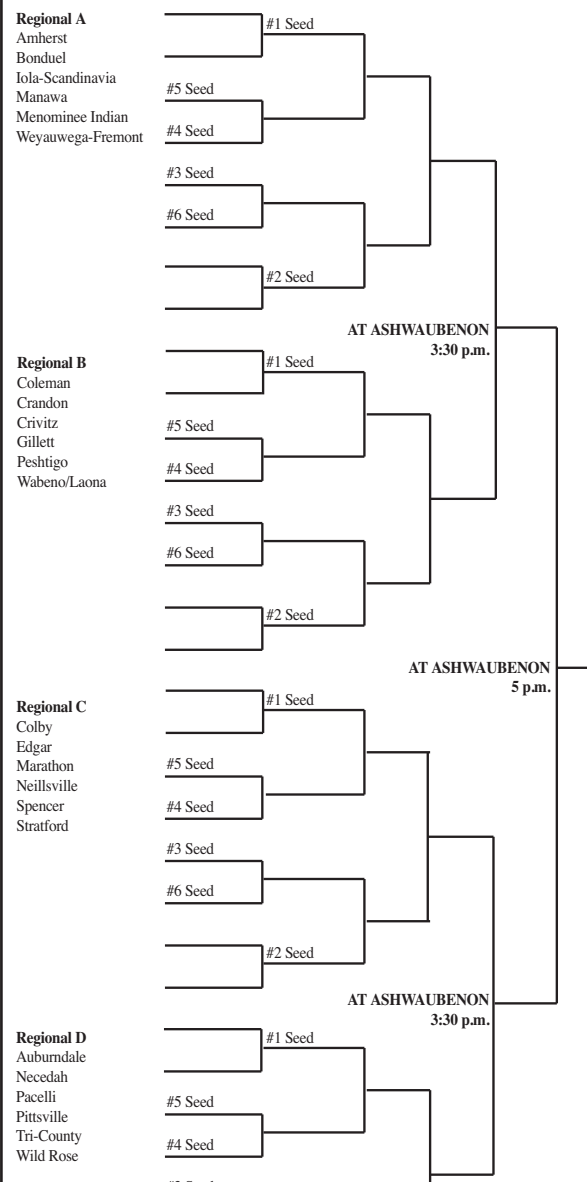 Regional A
Amherst
Bonduel
Iola-Scandinavia
Manawa
Menominee Indian
Weyauwega-Fremont
#1 Seed
#5 Seed
#4 Seed
#3 Seed
#6 Seed
#2 Seed
AT ASHWAUBENON
3:30 p.m.
Regional B
Coleman
Crandon
Crivitz
Gillett
Peshtigo
Wabeno/Laona
#1 Seed
#5 Seed
#4 Seed
#3 Seed
#6 Seed
#2 Seed
AT ASHWAUBENON
5 p.m.
Regional C
Colby
Edgar
Marathon
Neillsville
Spencer
Stratford
#1 Seed
#5 Seed
#4 Seed
#3 Seed
#6 Seed
#2 Seed
AT ASHWAUBENON
3:30 p.m.
Regional D
Auburndale
Necedah
Pacelli
Pittsville
Tri-County
Wild Rose
#1 Seed
#5 Seed
#4 Seed